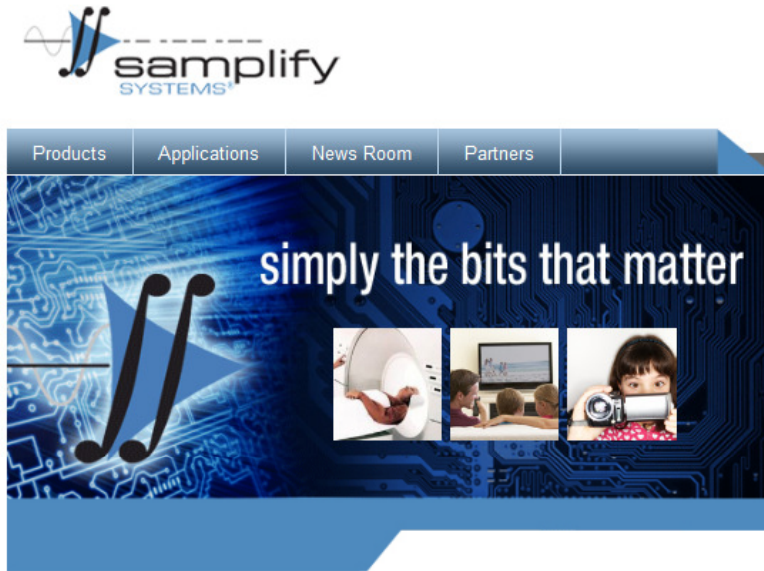 samplify
SYSTEMS®
Products Applications News Room Partners
simply the bits that matter